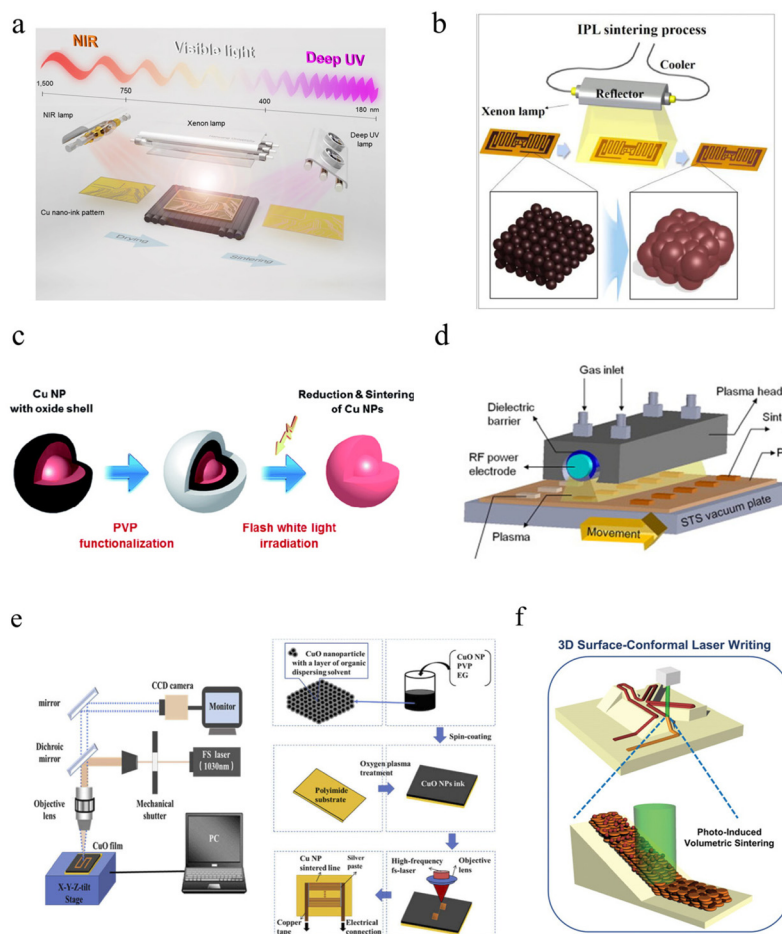 a
NIR
Visible light
Deep UV
1,500
750
400
180 nm
NIR lamp
Xenon lamp
Deep UV
lamp
Cu nano-ink pattern
Drying
Sintering
b
IPL sintering process
Cooler
Reflector
Xenon lamp
c
Cu NP
with oxide shell
Reduction & Sintering
of Cu NPs
PVP
functionalization
Flash white light
irradiation
d
Gas inlet
Plasma head
Dielectric
barrier
Sint
RF power
electrode
P
STS vacuum plate
Plasma
Movement
e
mirror
CCD camera
Monitor
Dichroic
mirror
FS laser
(1030nm)
Objective
lens
Mechanical
shutter
CuO film
PC
X-Y-Z-tilt
Stage
CuO nanoparticle
with a layer of organic
dispersing solvent
CuO NP
PVP
EG
Spin-coating
Oxygen plasma
treatment
Polyimide
substrate
CuO NPs ink
Cu NP
sintered line
Silver
paste
High-frequency
fs-laser
Objective
lens
Copper
tape
Electrical
connection
f
3D Surface-Conformal Laser Writing
Photo-Induced
Volumetric Sintering